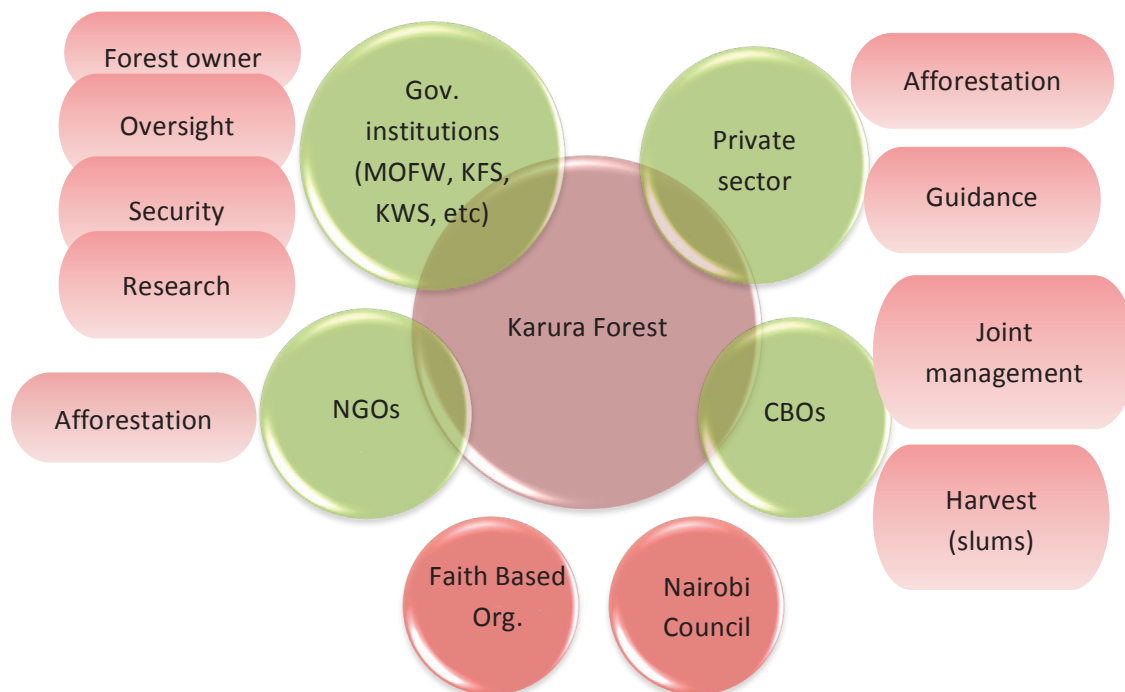 Forest owner
Oversight
Security
Research
Gov.
institutions
(MOFW, KFS,
KWS, etc)
Private
sector
Afforestation
Guidance
Karura Forest
Joint
management
Afforestation
NGOs
CBOs
Harvest
(slums)
Faith Based
Org.
Nairobi
Council